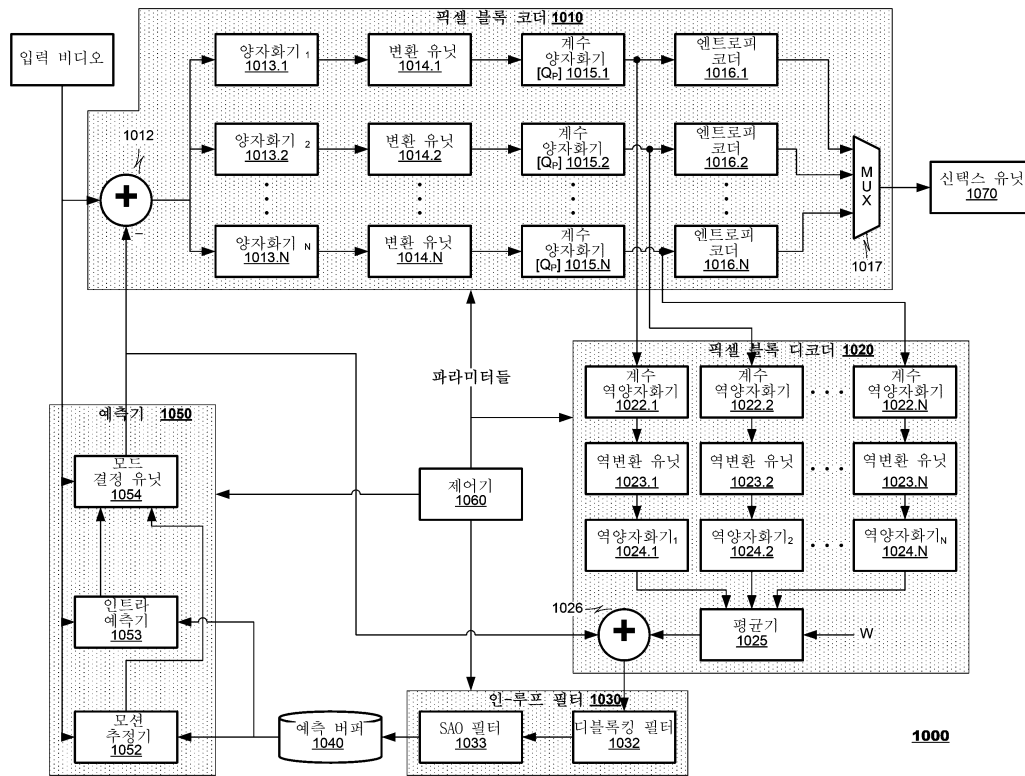 픽셀 블록 코더 1010
입력 비디오
양자화기 1
1013.1
변환 유닛
1014.1
계수
양자화기
[QP] 1015.1
엔트로피
코더
1016.1
1012
양자화기 2
1013.2
변환 유닛
1014.2
계수
양자화기
[QP] 1015.2
엔트로피
코더
1016.2
MUX
신택스 유닛
1070
+
–
양자화기 N
1013.N
변환 유닛
1014.N
계수
양자화기
[QP] 1015.N
엔트로피
코더
1016.N
1017
픽셀 블록 디코더 1020
파라미터들
계수
역양자화기
1022.1
계수
역양자화기
1022.2
계수
역양자화기
1022.N
예측기 1050
모드
결정 유닛
1054
제어기
1060
역변환 유닛
1023.1
역변환 유닛
1023.2
역변환 유닛
1023.N
역양자화기1
1024.1
역양자화기2
1024.2
역양자화기N
1024.N
인트라
예측기
1053
1026
+
평균기
1025
W
인-루프 필터 1030
모션
추정기
1052
예측 버퍼
1040
SAO 필터
1033
디블록킹 필터
1032
1000